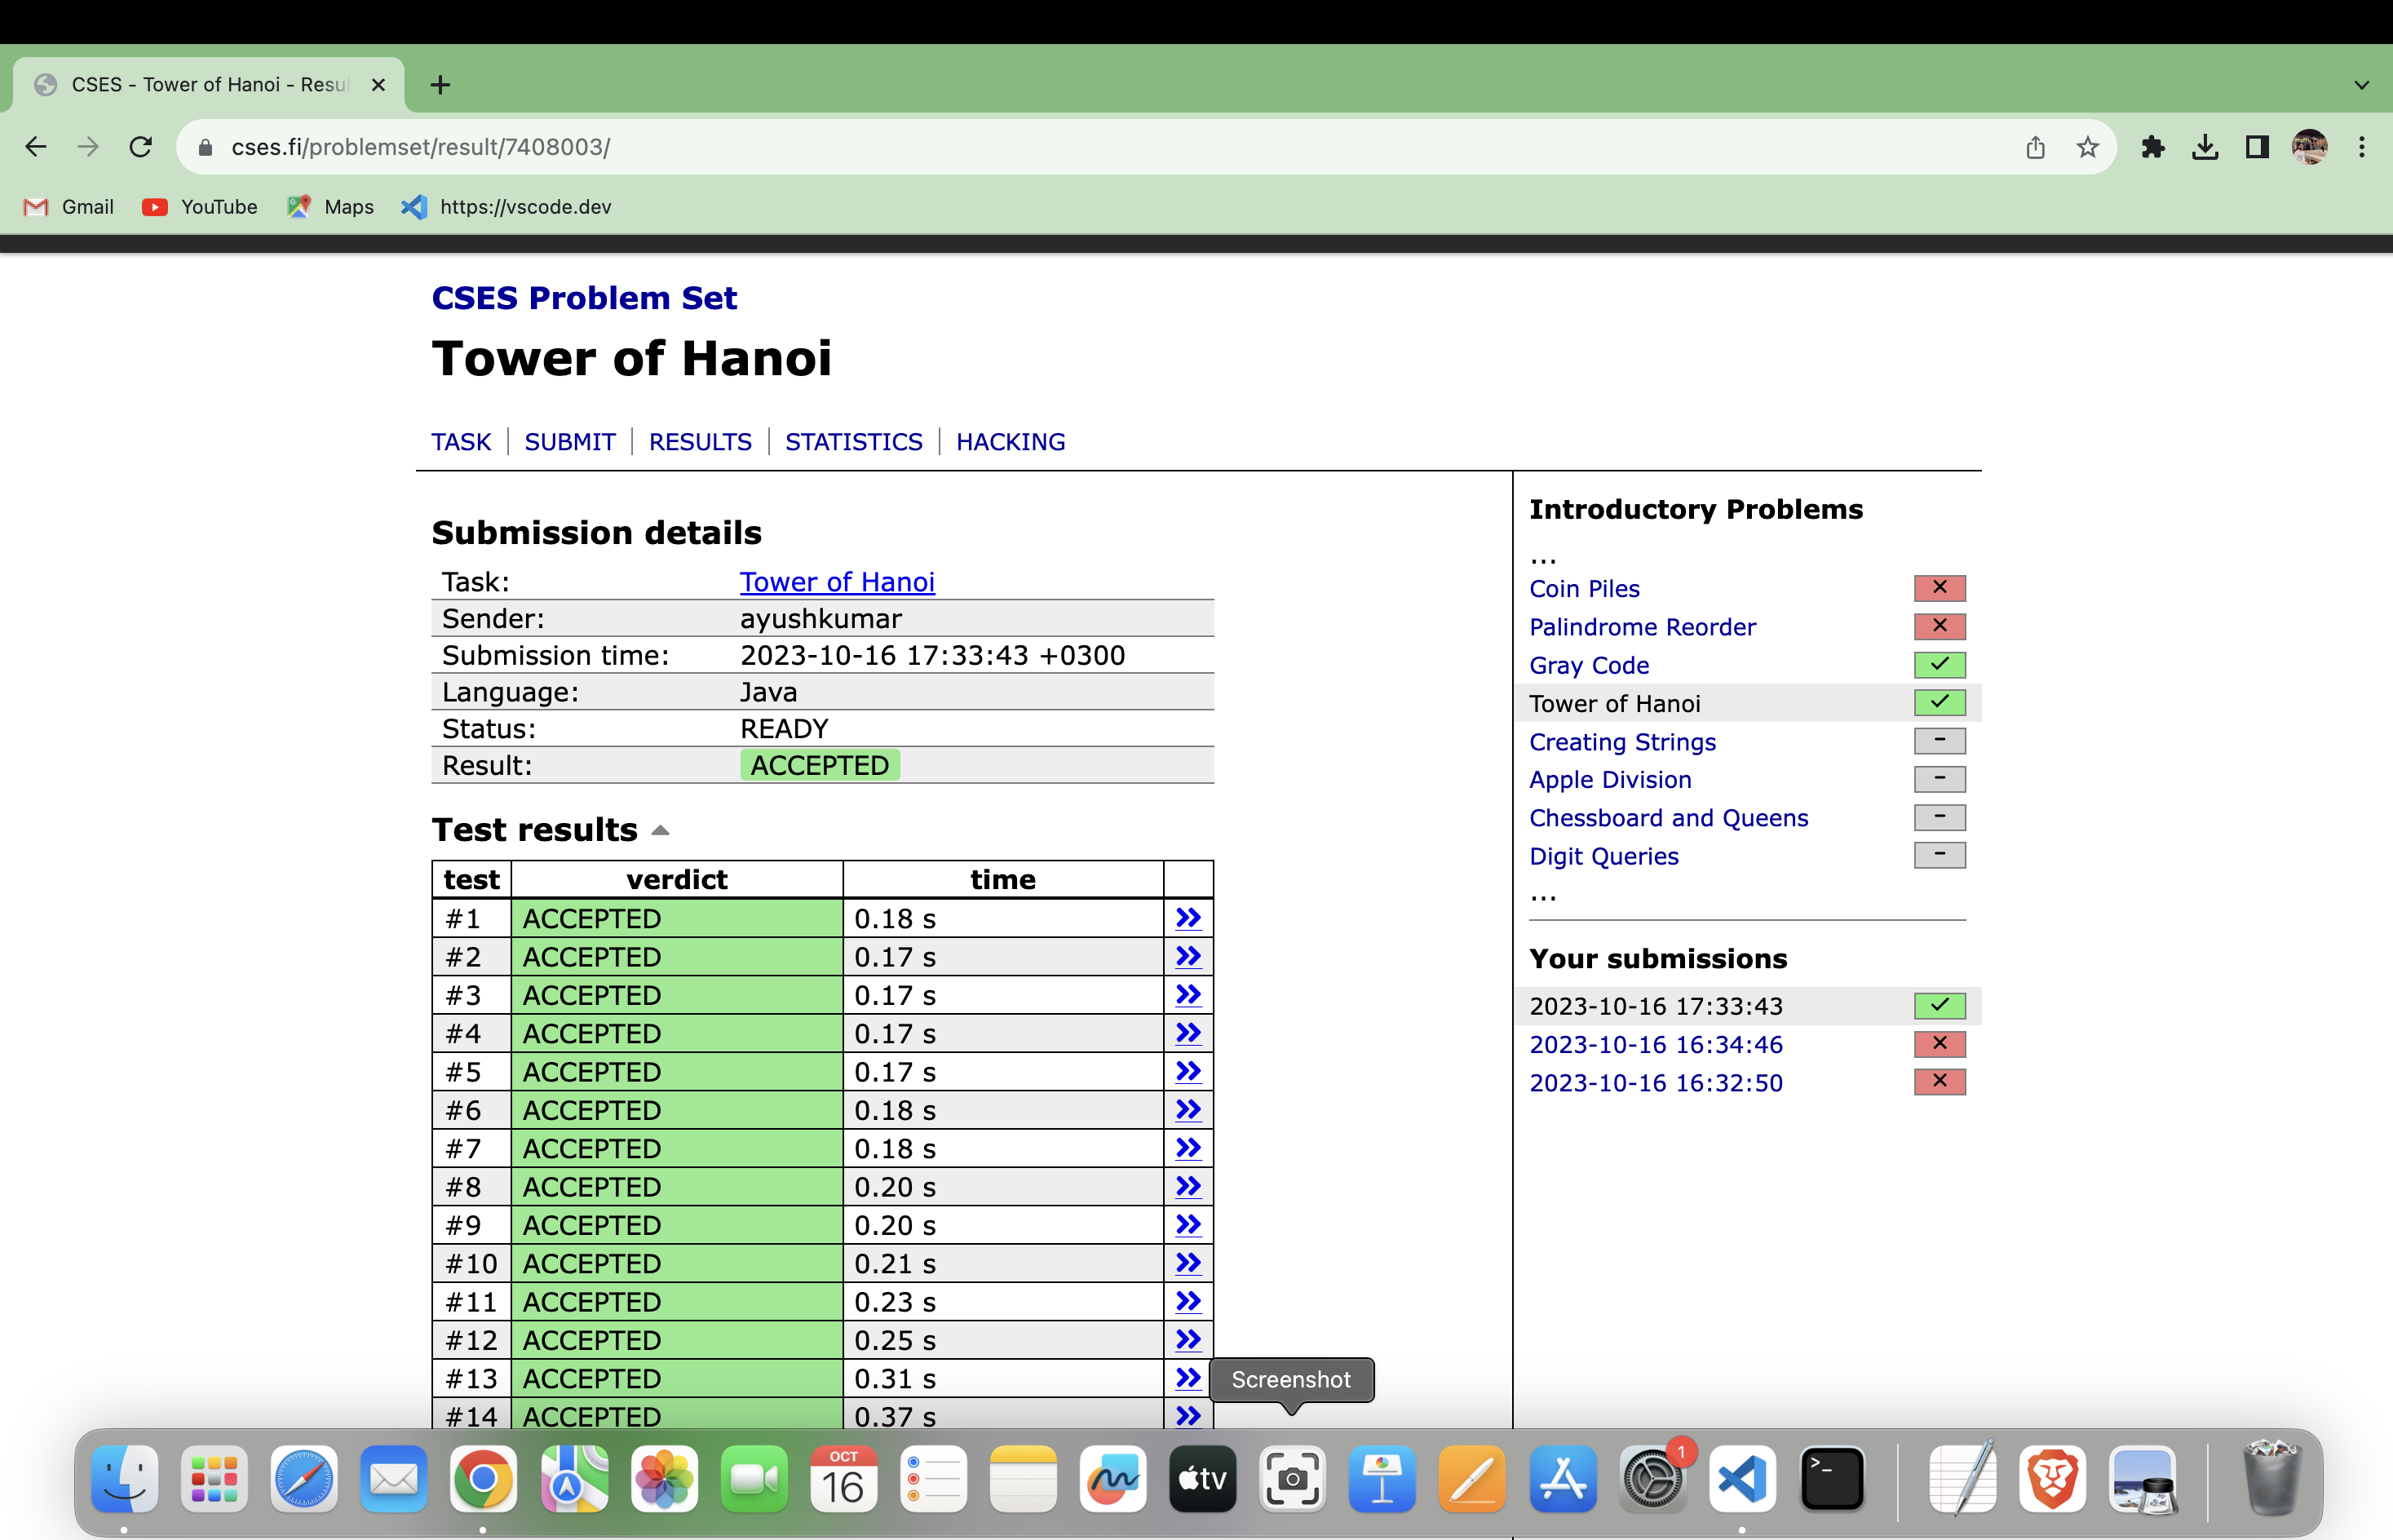 CSES - Tower of Hanoi - Resu
cses.fi/problemset/result/7408003/
Gmail YouTube Maps https://vscode.dev
CSES Problem Set
Tower of Hanoi
TASK | SUBMIT | RESULTS | STATISTICS | HACKING
Submission details
Task: Tower of Hanoi
Sender: ayushkumar
Submission time: 2023-10-16 17:33:43 +0300
Language: Java
Status: READY
Result: ACCEPTED
Test results
test verdict time
#1 ACCEPTED 0.18 s >>
#2 ACCEPTED 0.17 s >>
#3 ACCEPTED 0.17 s >>
#4 ACCEPTED 0.17 s >>
#5 ACCEPTED 0.17 s >>
#6 ACCEPTED 0.18 s >>
#7 ACCEPTED 0.18 s >>
#8 ACCEPTED 0.20 s >>
#9 ACCEPTED 0.20 s >>
#10 ACCEPTED 0.21 s >>
#11 ACCEPTED 0.23 s >>
#12 ACCEPTED 0.25 s >>
#13 ACCEPTED 0.31 s >>
#14 ACCEPTED 0.37 s >>
Introductory Problems
...
Coin Piles
Palindrome Reorder
Gray Code
Tower of Hanoi
Creating Strings -
Apple Division -
Chessboard and Queens -
Digit Queries -
...
Your submissions
2023-10-16 17:33:43
2023-10-16 16:34:46
2023-10-16 16:32:50
Screenshot
OCT
16
tv
1
>_